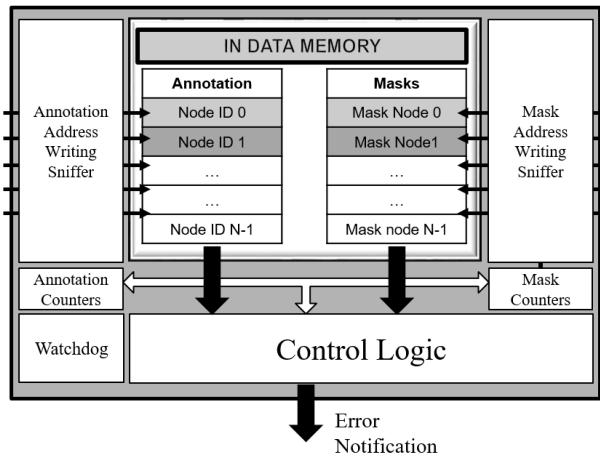 IN DATA MEMORY
Annotation
Masks
Annotation
Address
Writing
Sniffer
Node ID 0
Node ID 1
...
...
Node ID N-1
Mask Node 0
Mask Node1
...
...
Mask node N-1
Mask
Address
Writing
Sniffer
Annotation
Counters
Mask
Counters
Watchdog
Control Logic
Error
Notification